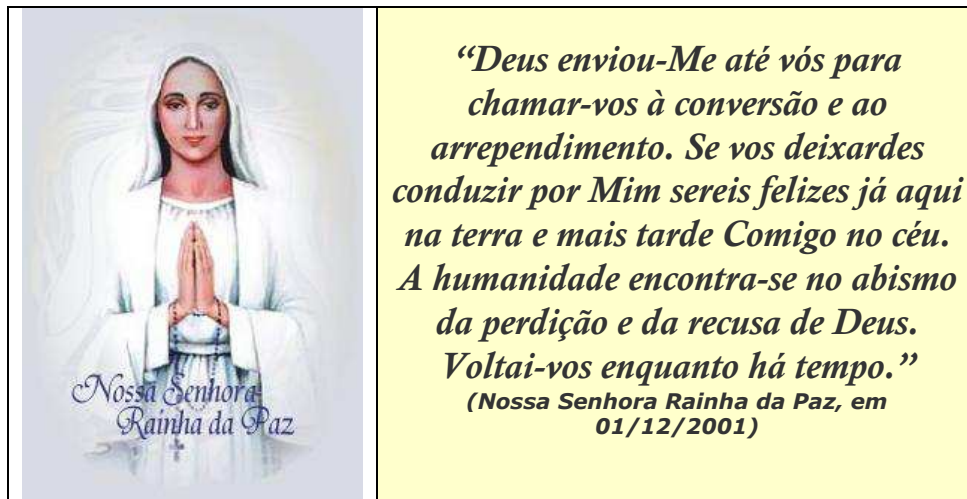 Nossa Senhora
Rainha da Paz
“Deus enviou-Me até vós para
chamar-vos à conversão e ao
arrependimento. Se vos deixardes
conduzir por Mim sereis felizes já aqui
na terra e mais tarde Comigo no céu.
A humanidade encontra-se no abismo
da perdição e da recusa de Deus.
Voltai-vos enquanto há tempo.”
(Nossa Senhora Rainha da Paz, em
01/12/2001)